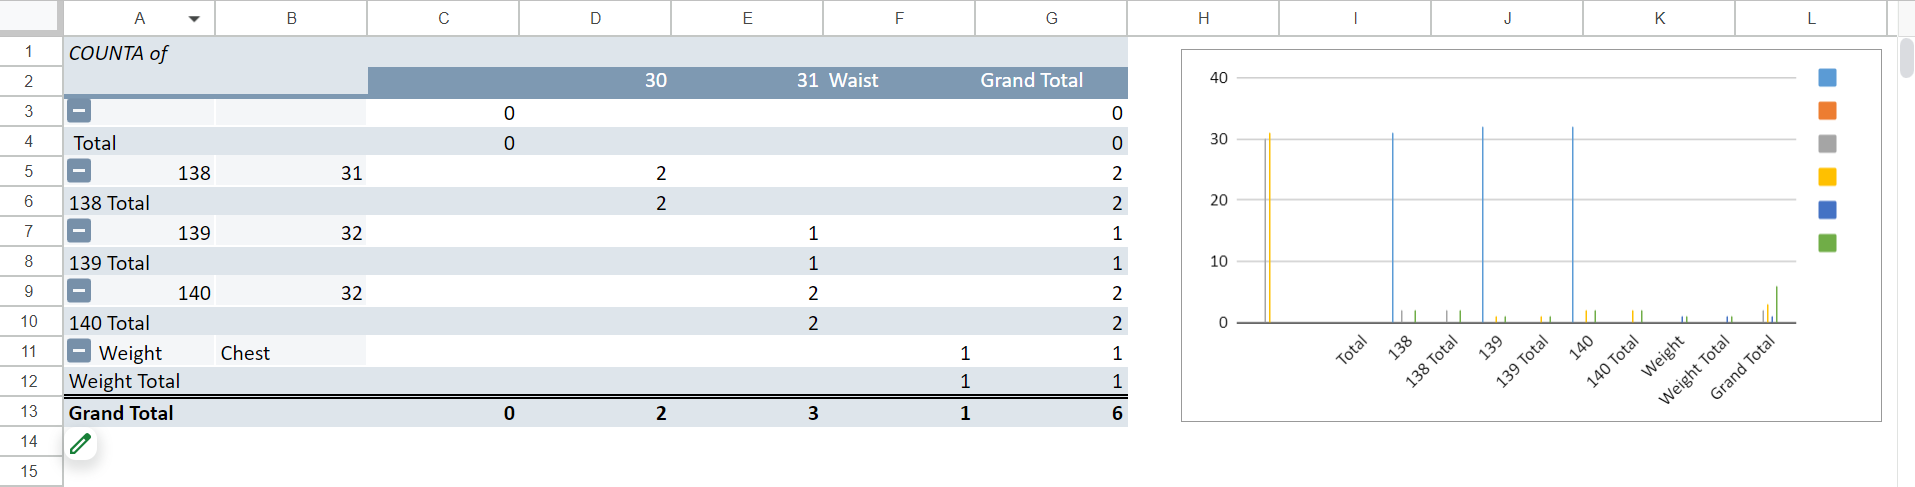 A B C D E F G H I J K L
1 COUNTA of
2 30 31 Waist Grand Total
3 0 0
4 Total 0 0
5 138 31 2 2
6 138 Total 2 2
7 139 32 1 1
8 139 Total 1 1
9 140 32 2 2
10 140 Total 2 2
11 Weight Chest 1 1
12 Weight Total 1 1
13 Grand Total 0 2 3 1 6
14
15
40
30
20
10
0
Total 138 138 Total 139 139 Total 140 140 Total Weight Weight Total Grand Total